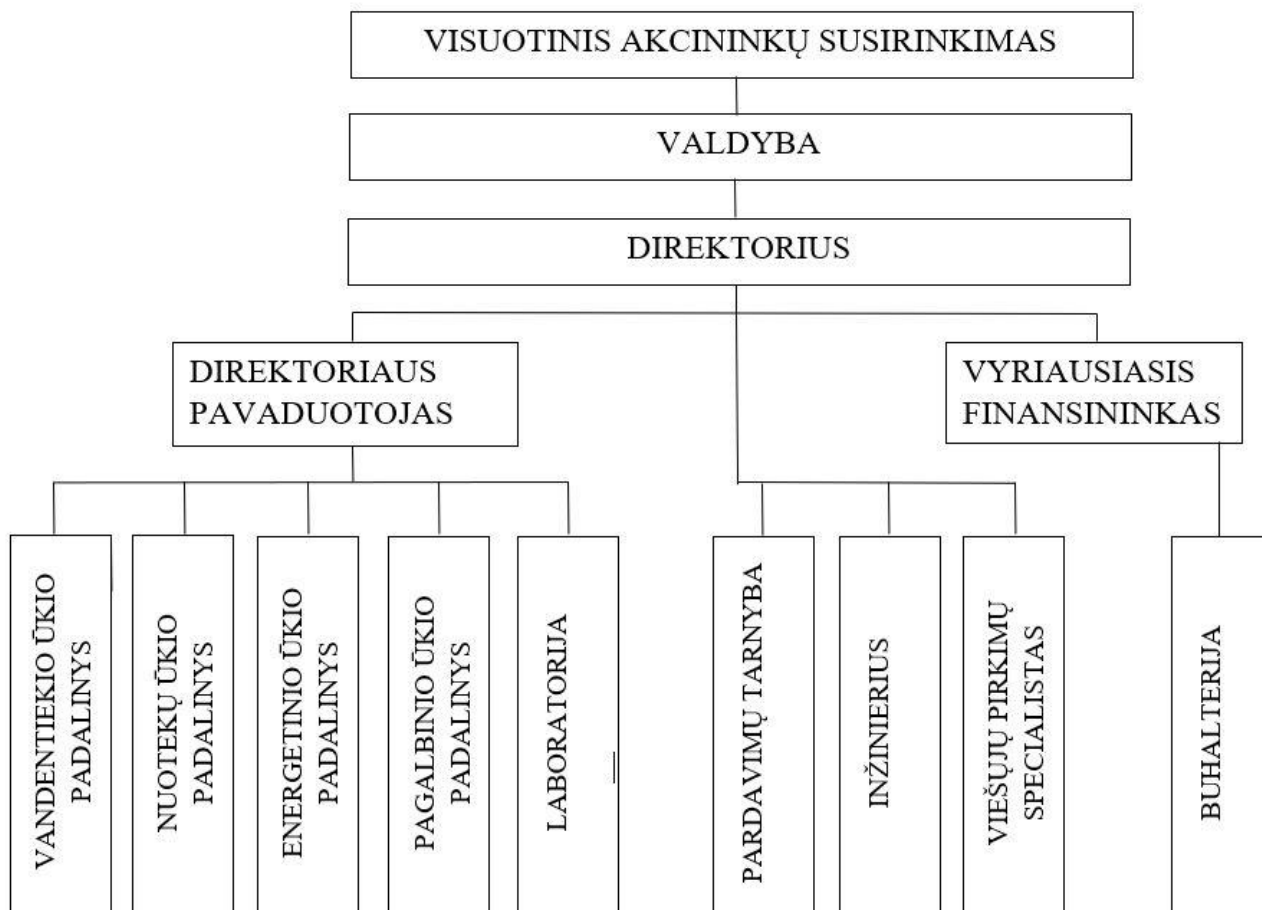 VISUOTINIS AKCININKŲ SUSIRINKIMAS
VALDYBA
DIREKTORIUS
DIREKTORIAUS
PAVADUOTOJAS
VYRIAUSIASIS
FINANSININKAS
VANDENTIEKIO ŪKIO
PADALINYS
NUOTEKŲ ŪKIO
PADALINYS
ENERGETINIO ŪKIO
PADALINYS
PAGALBINIO ŪKIO
PADALINYS
LABORATORIJA
PARDAVIMŲ TARNYBA
INŽINIERIUS
VIEŠŲJŲ PIRKIMŲ
SPECIALISTAS
BUHALTERIJA